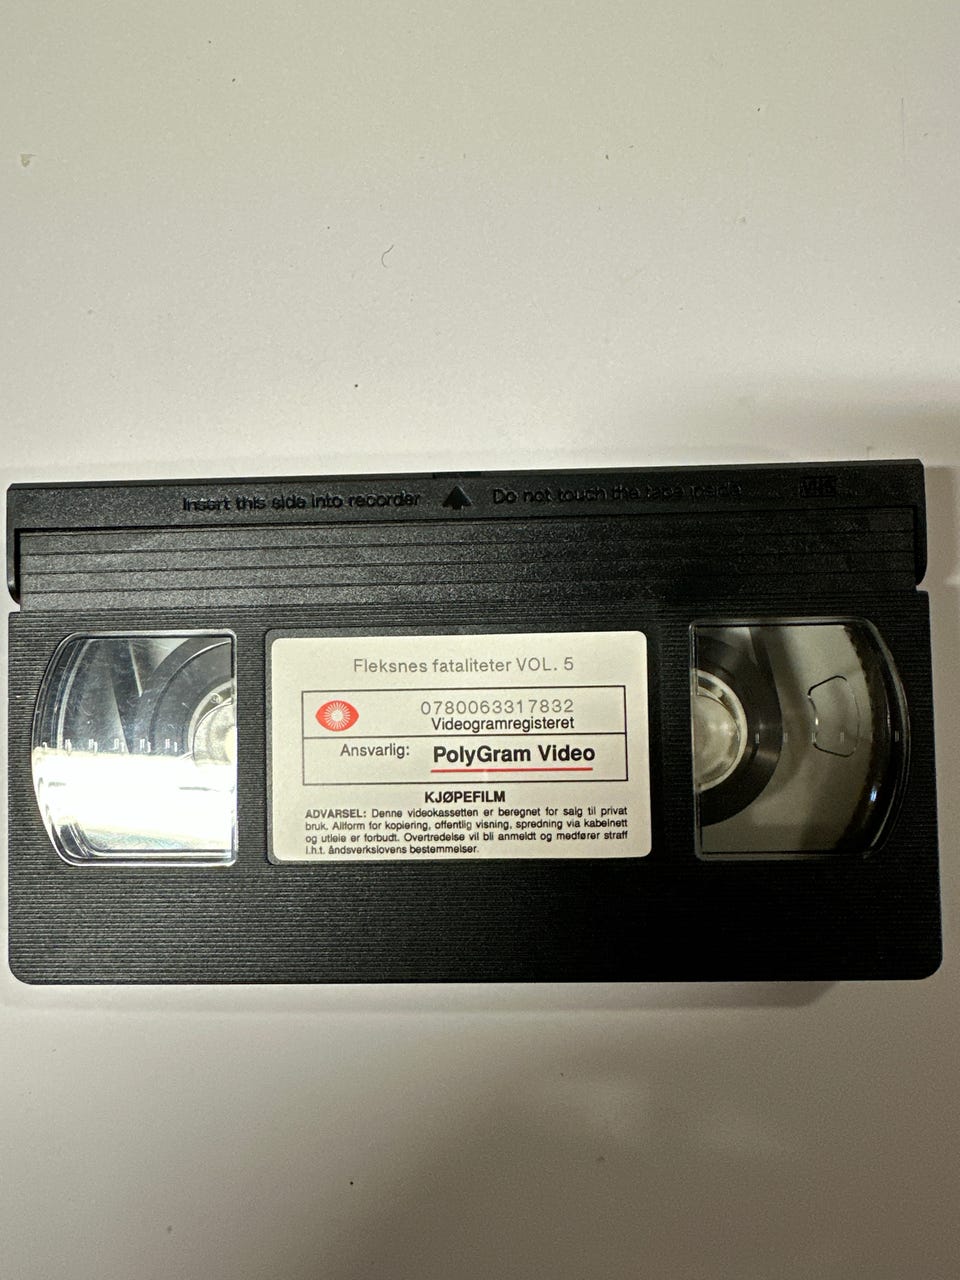 Insert this side into recorder Do not touch the tape inside VHS
Fleksnes fataliteter VOL. 5
0780063317832
Videogramregisteret
Ansvarlig: PolyGram Video
KJØPEFILM
ADVARSEL: Denne videokassetten er beregnet for salg til privat
bruk. Allform for kopiering, offentlig visning, spredning via kabelnett
og utleie er forbudt. Overtredelse vil bli anmeldt og medfører straff
i.h.t. åndsverkslovens bestemmelser.